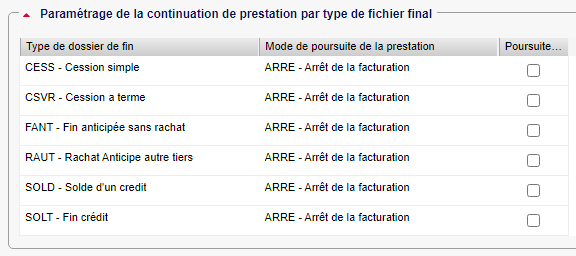 Paramétrage de la continuation de prestation par type de fichier final
Type de dossier de fin Mode de poursuite de la prestation Poursuite...
CESS - Cession simple ARRE - Arrêt de la facturation
CSVR - Cession a terme ARRE - Arrêt de la facturation
FANT - Fin anticipée sans rachat ARRE - Arrêt de la facturation
RAUT - Rachat Anticipe autre tiers ARRE - Arrêt de la facturation
SOLD - Solde d'un credit ARRE - Arrêt de la facturation
SOLT - Fin crédit ARRE - Arrêt de la facturation